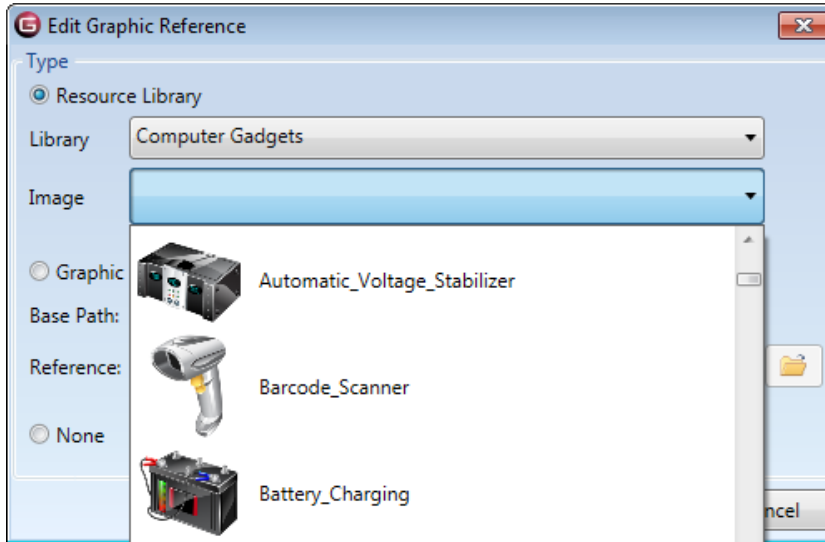 Edit Graphic Reference
Type
Resource Library
Library Computer Gadgets
Image
Automatic_Voltage_Stabilizer
Graphic
Base Path:
Reference:
Barcode_Scanner
None
Battery_Charging
ncel